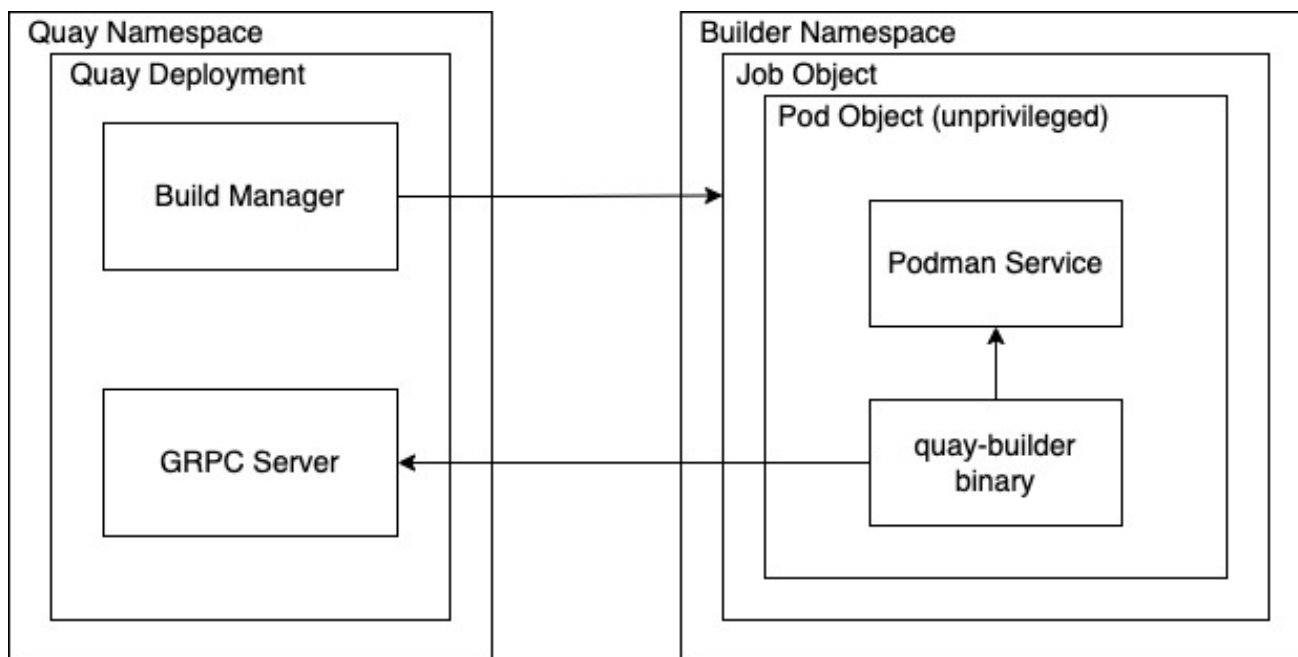 Quay Namespace
Quay Deployment
Build Manager
GRPC Server
Builder Namespace
Job Object
Pod Object (unprivileged)
Podman Service
quay-builder
binary